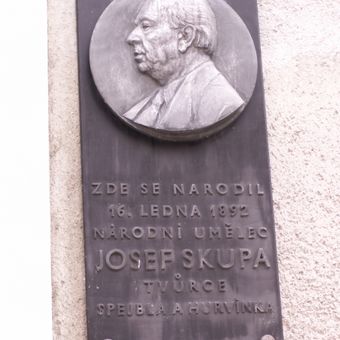 ZDE SE NARODIL
16. LEDNA 1892
NÁRODNÍ UMĚLEC
JOSEF SKUPA
TVŮRCE
SPEJBLA A HURVÍNKA